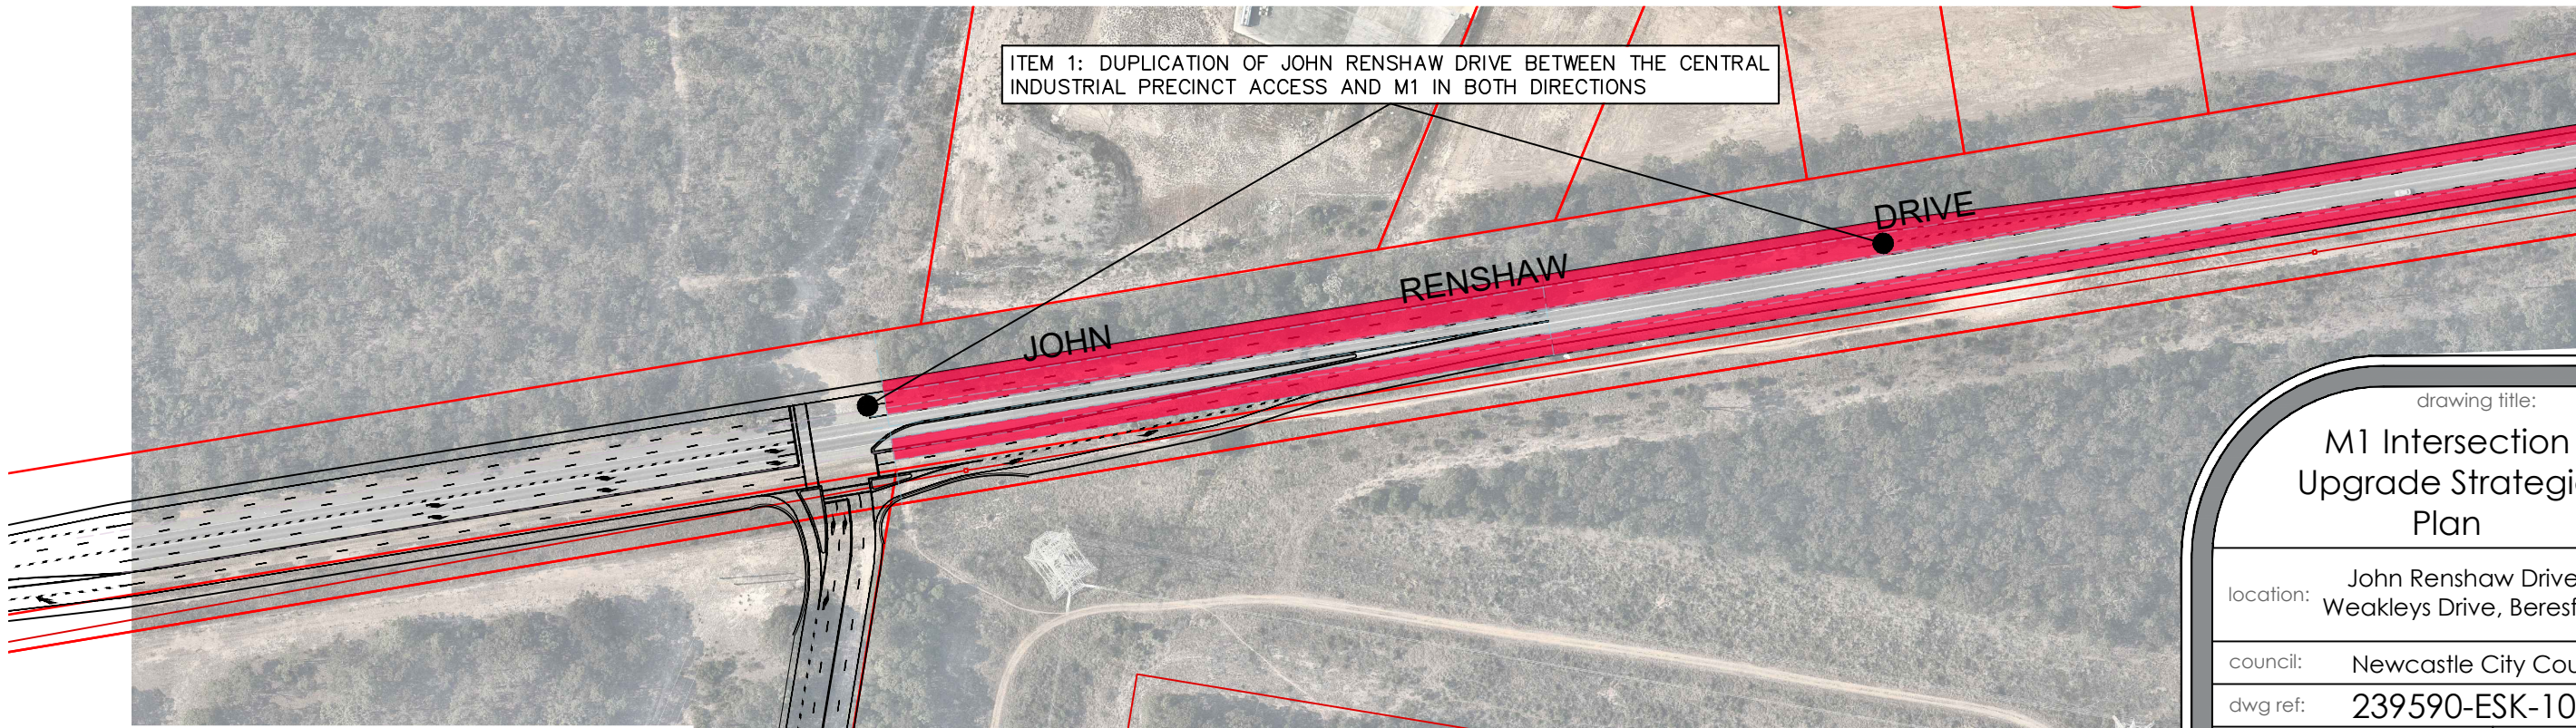 ITEM 1: DUPLICATION OF JOHN RENSHAW DRIVE BETWEEN THE CENTRAL
INDUSTRIAL PRECINCT ACCESS AND M1 IN BOTH DIRECTIONS
JOHN RENSHAW DRIVE
drawing title:
M1 Intersection
Upgrade Strategi
Plan
location:
John Renshaw Drive
Weakleys Drive, Beresf
council: Newcastle City Cou
dwg ref: 239590-ESK-10